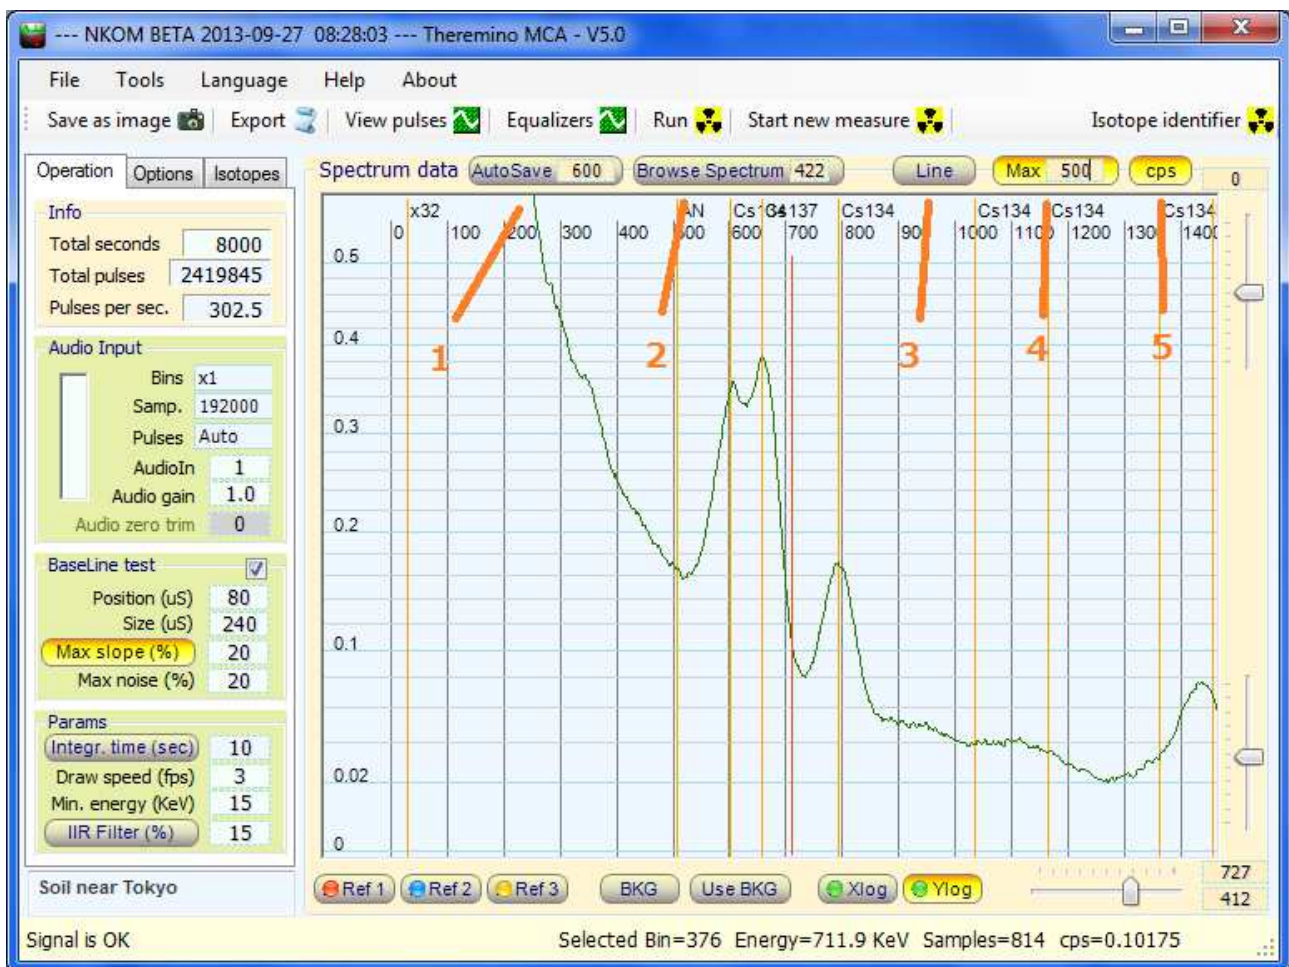 --- NKOM BETA 2013-09-27 08:28:03 --- Theremino MCA - V5.0
File Tools Language Help About
Save as image Export View pulses Equalizers Run Start new measure Isotope identifier
Operation Options Isotopes
Spectrum data AutoSave 600 Browse Spectrum 422 Line Max 500 cps 0
Info
Total seconds 8000
Total pulses 2419845
Pulses per sec. 302.5
Audio Input
Bins x1
Samp. 192000
Pulses Auto
AudioIn 1
Audio gain 1.0
Audio zero trim 0
BaseLine test
Position (uS) 80
Size (uS) 240
Max slope (%) 20
Max noise (%) 20
Params
Integr. time (sec) 10
Draw speed (fps) 3
Min. energy (KeV) 15
IIR Filter (%) 15
Soil near Tokyo
x32 AN Cs134 Cs134 Cs134 Cs134
0 100 200 300 400 600 700 800 1000 1200 1400
0.5
0.4
0.3
0.2
0.1
0.02
0
1 2 3 4 5
Ref 1 Ref 2 Ref 3 BKG Use BKG Xlog Ylog
727
412
Signal is OK Selected Bin=376 Energy=711.9 KeV Samples=814 cps=0.10175